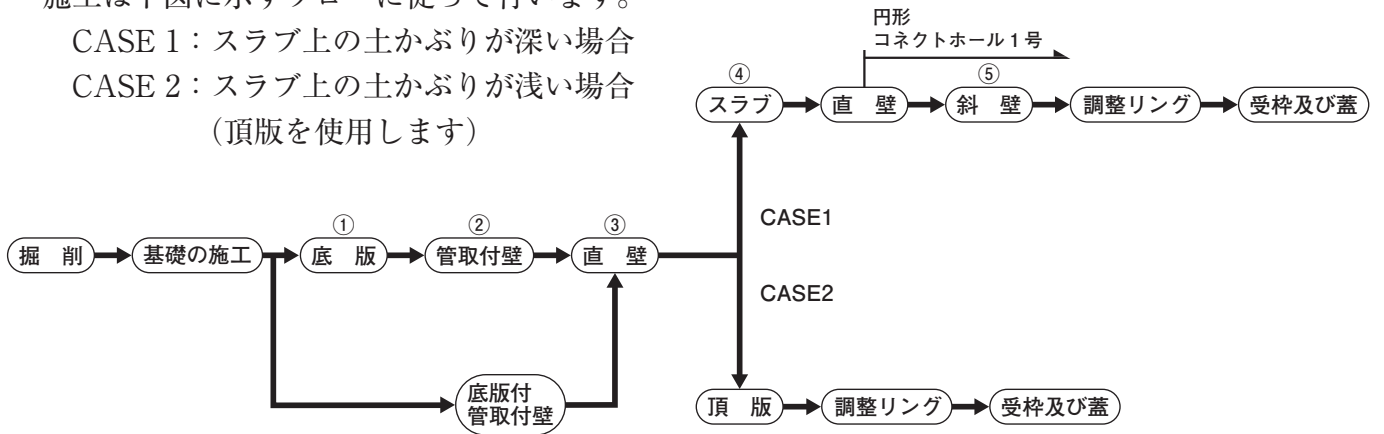 施工は下図に示すフローに従って行います。
CASE 1：スラブ上の土かぶりが深い場合
CASE 2：スラブ上の土かぶりが浅い場合
（頂版を使用します）
円形
コネクトホール1号
④
⑤
スラブ
直　壁
斜　壁
調整リング
受枠及び蓋
CASE1
①
②
③
掘　削
基礎の施工
底　版
管取付壁
直　壁
CASE2
底版付
管取付壁
頂　版
調整リング
受枠及び蓋